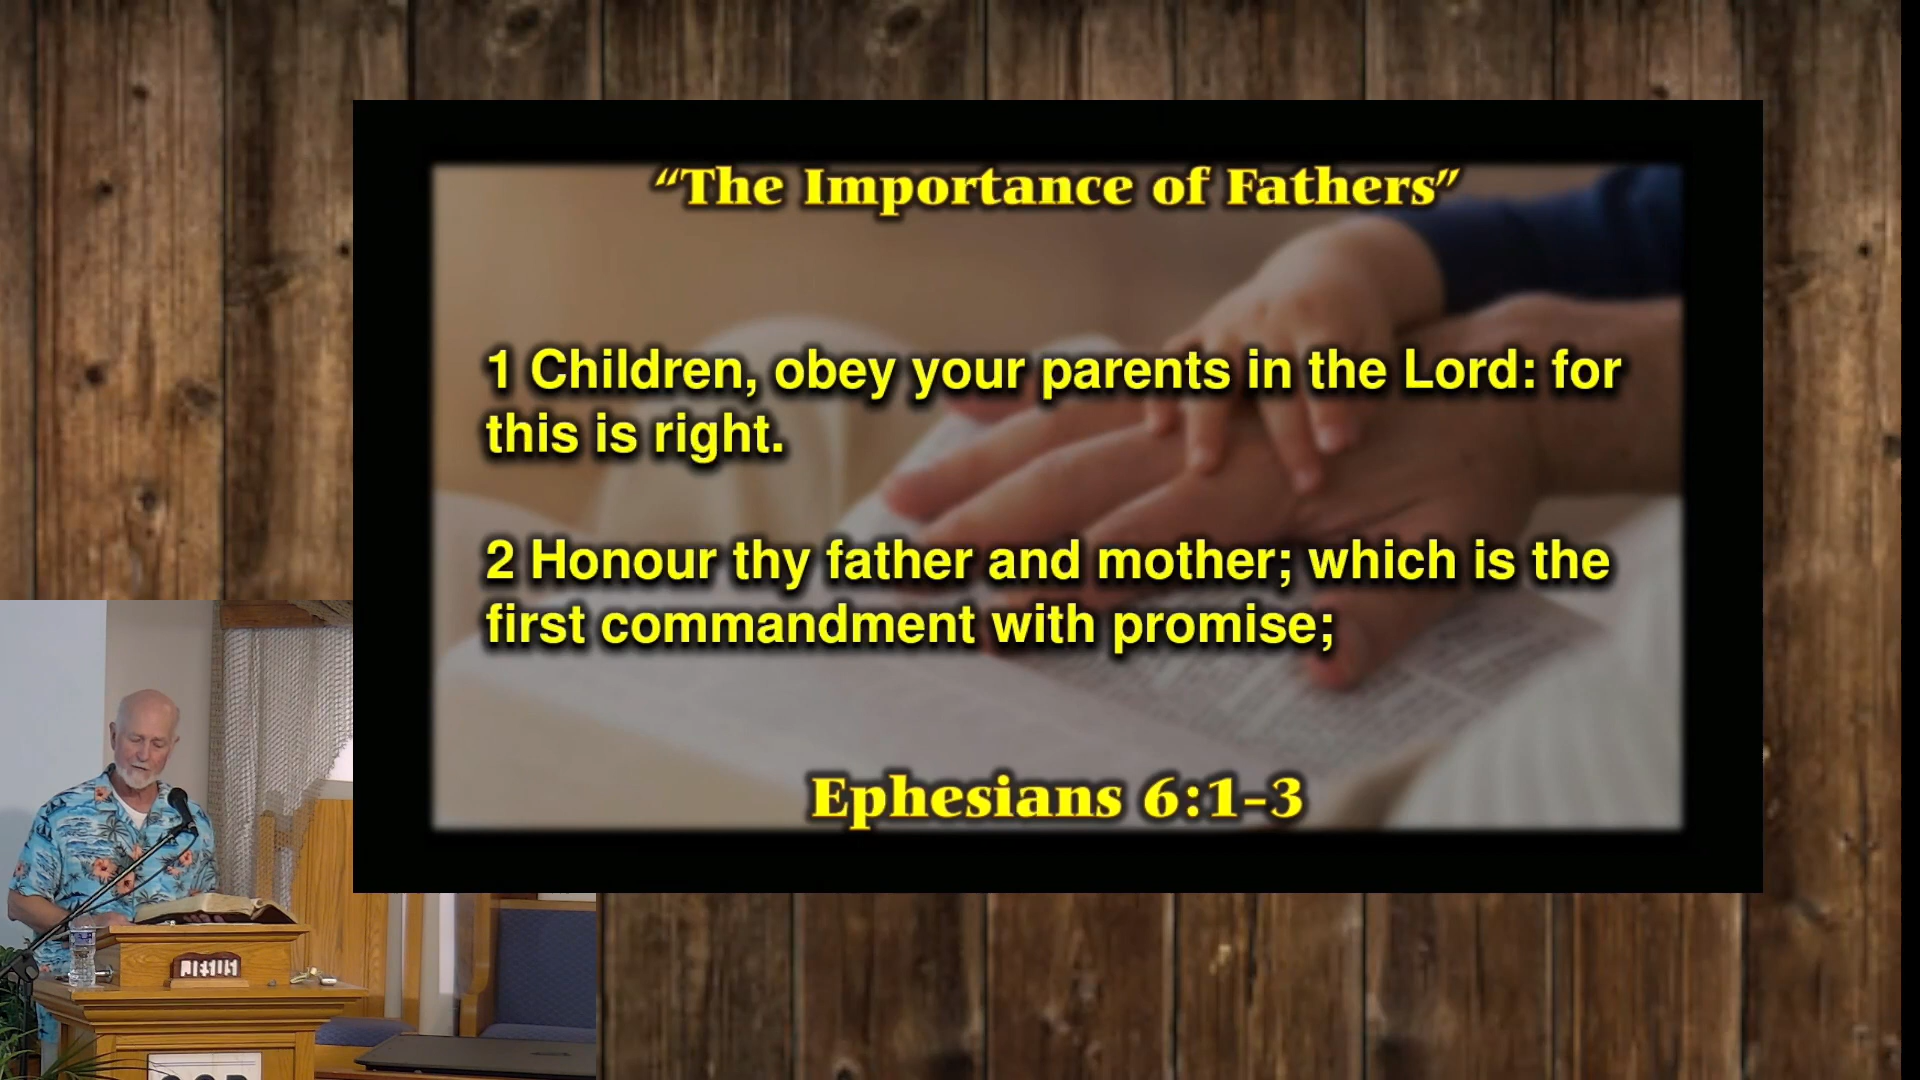 “The Importance of Fathers”
1 Children, obey your parents in the Lord: for
this is right.
2 Honour thy father and mother; which is the
first commandment with promise;
Ephesians 6:1-3
JESUS